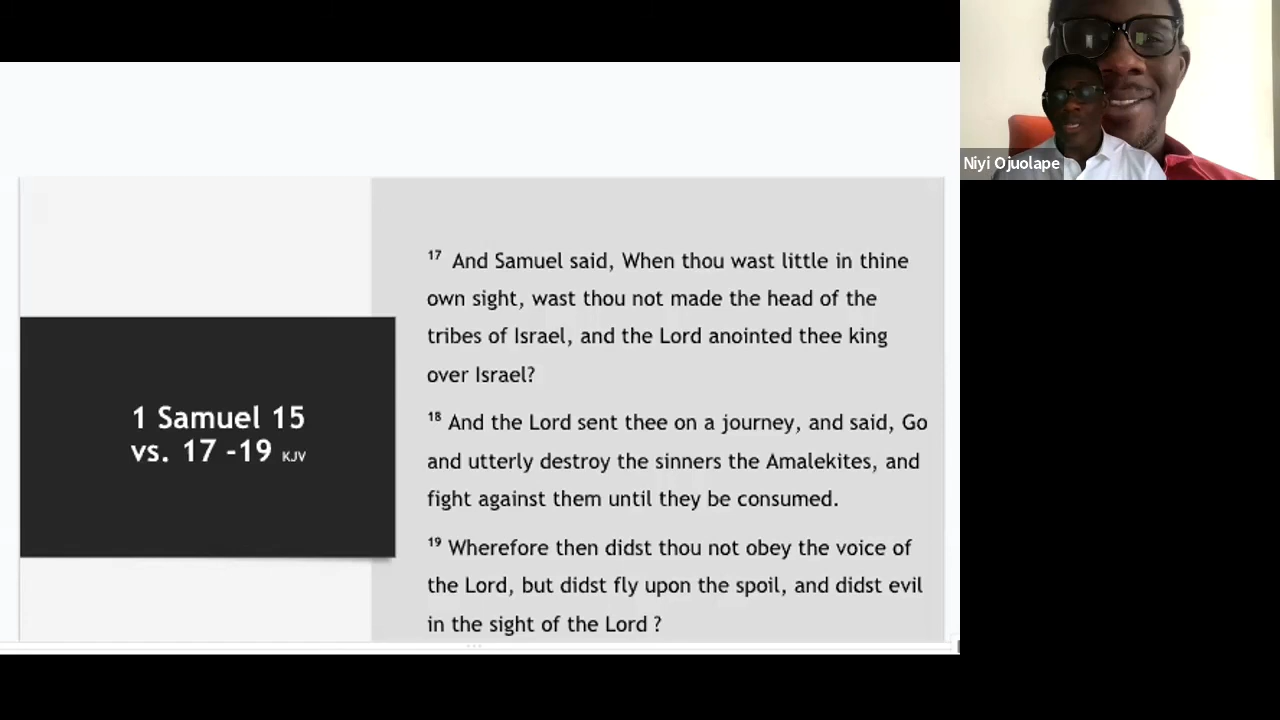 1 Samuel 15
vs. 17 -19 KJV
17 And Samuel said, When thou wast little in thine
own sight, wast thou not made the head of the
tribes of Israel, and the Lord anointed thee king
over Israel?
18 And the Lord sent thee on a journey, and said, Go
and utterly destroy the sinners the Amalekites, and
fight against them until they be consumed.
19 Wherefore then didst thou not obey the voice of
the Lord, but didst fly upon the spoil, and didst evil
in the sight of the Lord ?
Niyi Ojuolape